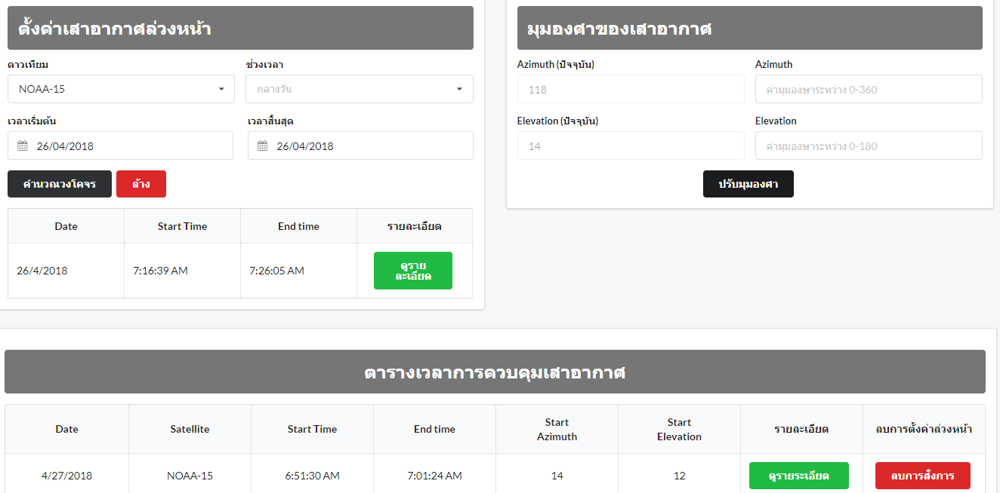 ตั้งค่าเสาอากาศล่วงหน้า
ดาวเทียม
ช่วงเวลา
NOAA-15
กลางวัน
เวลาเริ่มต้น
เวลาสิ้นสุด
26/04/2018
26/04/2018
คำนวณวงโคจร
ล้าง
Date
Start Time
End time
รายละเอียด
26/4/2018
7:16:39 AM
7:26:05 AM
ดูราย
ละเอียด
มุมองศาของเสาอากาศ
Azimuth (ปัจจุบัน)
Azimuth
118
ค่ามุมองษาระหว่าง 0-360
Elevation (ปัจจุบัน)
Elevation
14
ค่ามุมองษาระหว่าง 0-180
ปรับมุมองศา
ตารางเวลาการควบคุมเสาอากาศ
Date
Satellite
Start Time
End time
Start
Azimuth
Start
Elevation
รายละเอียด
ลบการตั้งค่าล่วงหน้า
4/27/2018
NOAA-15
6:51:30 AM
7:01:24 AM
14
12
ดูรายระเอียด
ลบการสั่งการ